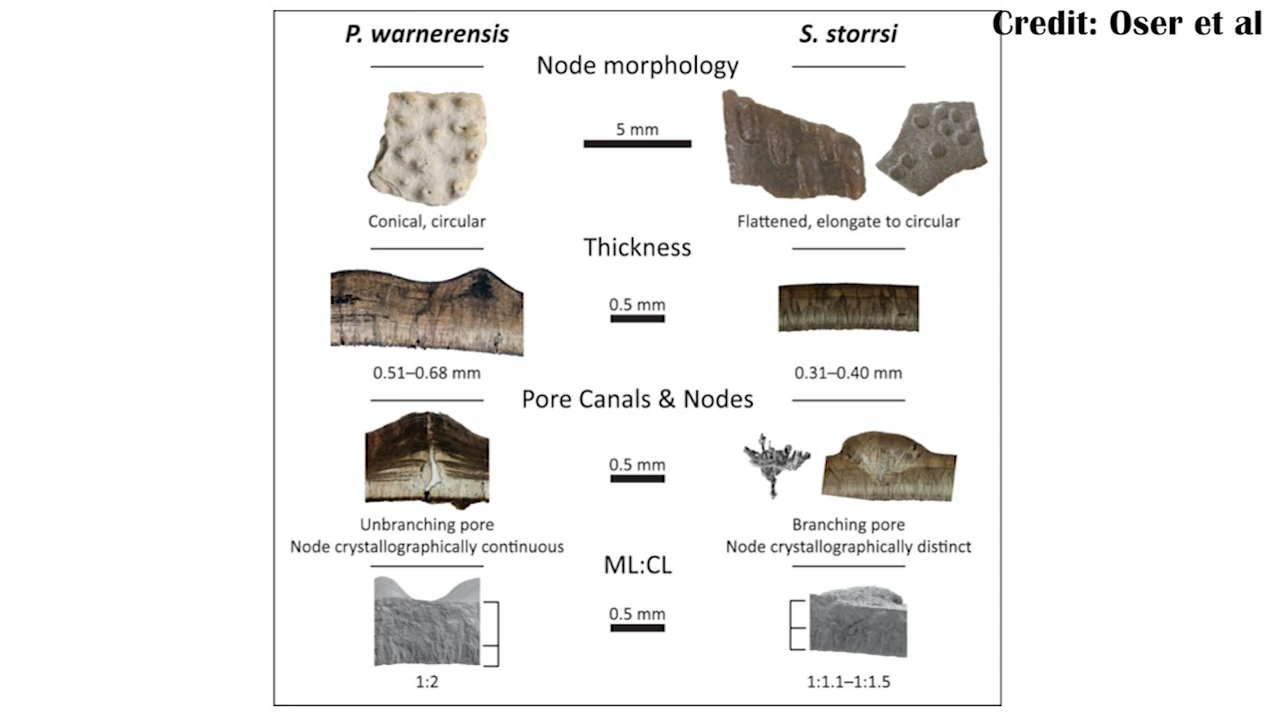 Credit: Oser et al
P. warnerensis
S. storrsi
Node morphology
5 mm
Conical, circular
Flattened, elongate to circular
Thickness
0.5 mm
0.51–0.68 mm
0.31–0.40 mm
Pore Canals & Nodes
0.5 mm
Unbranching pore
Node crystallographically continuous
Branching pore
Node crystallographically distinct
ML:CL
0.5 mm
1:2
1:1.1–1:1.5